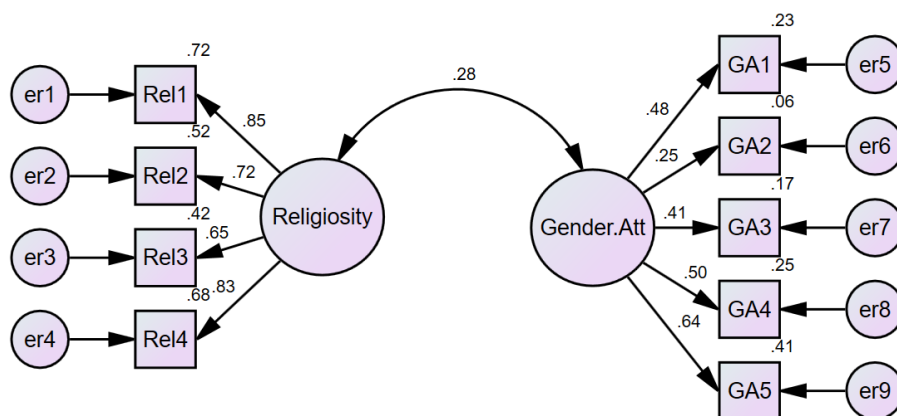 .23
.72
er1
Rel1
.28
GA1
er5
.85
.48
.06
.52
er2
Rel2
.72
.25
GA2
er6
.42
Religiosity
Gender.Att
.17
er3
Rel3
.65
.41
GA3
er7
.68
.83
.50
.25
er4
Rel4
.64
GA4
er8
.41
GA5
er9